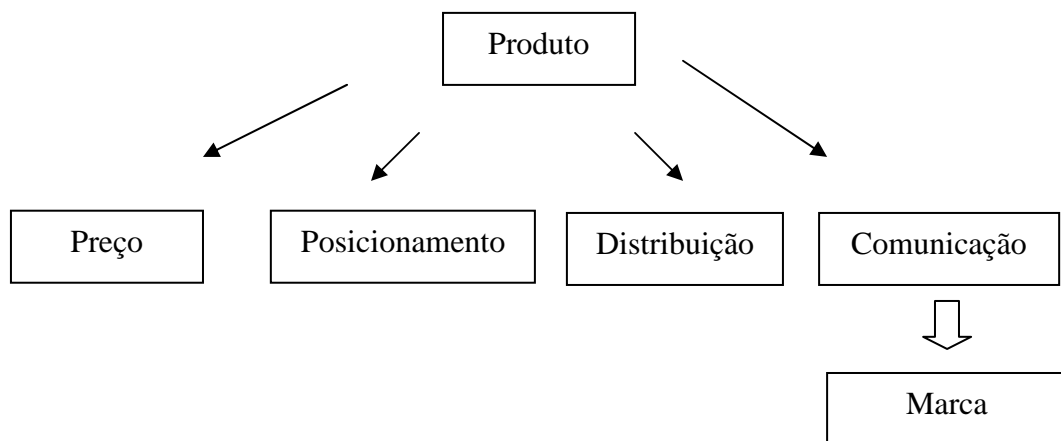 Produto
Preço
Posicionamento
Distribuição
Comunicação
Marca